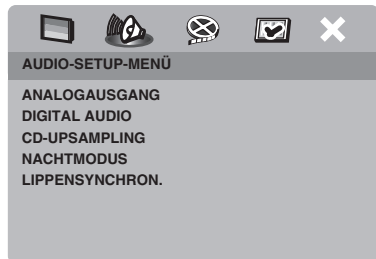 AUDIO-SETUP-MENÜ
ANALOGAUSGANG
DIGITAL AUDIO
CD-UPSAMPLING
NACHTMODUS
LIPPENSYNCHRON.